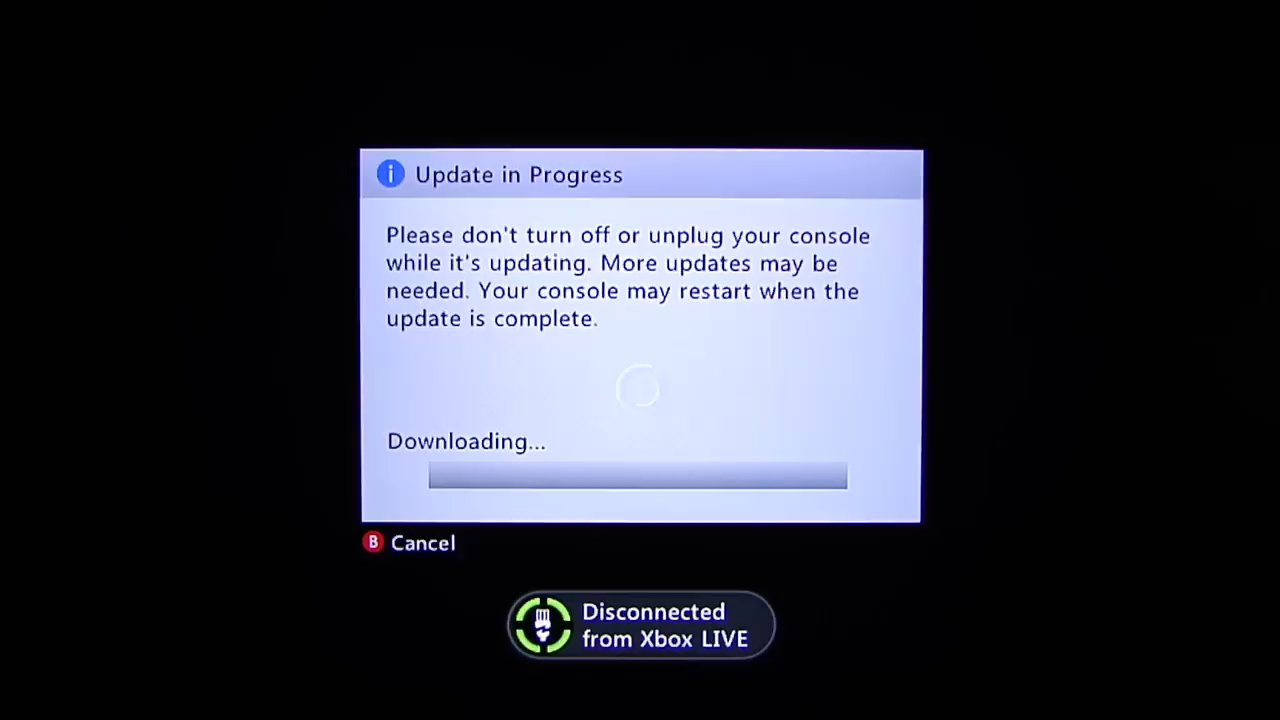 i Update in Progress
Please don't turn off or unplug your console
while it's updating. More updates may be
needed. Your console may restart when the
update is complete.
Downloading...
B Cancel
Disconnected
from Xbox LIVE